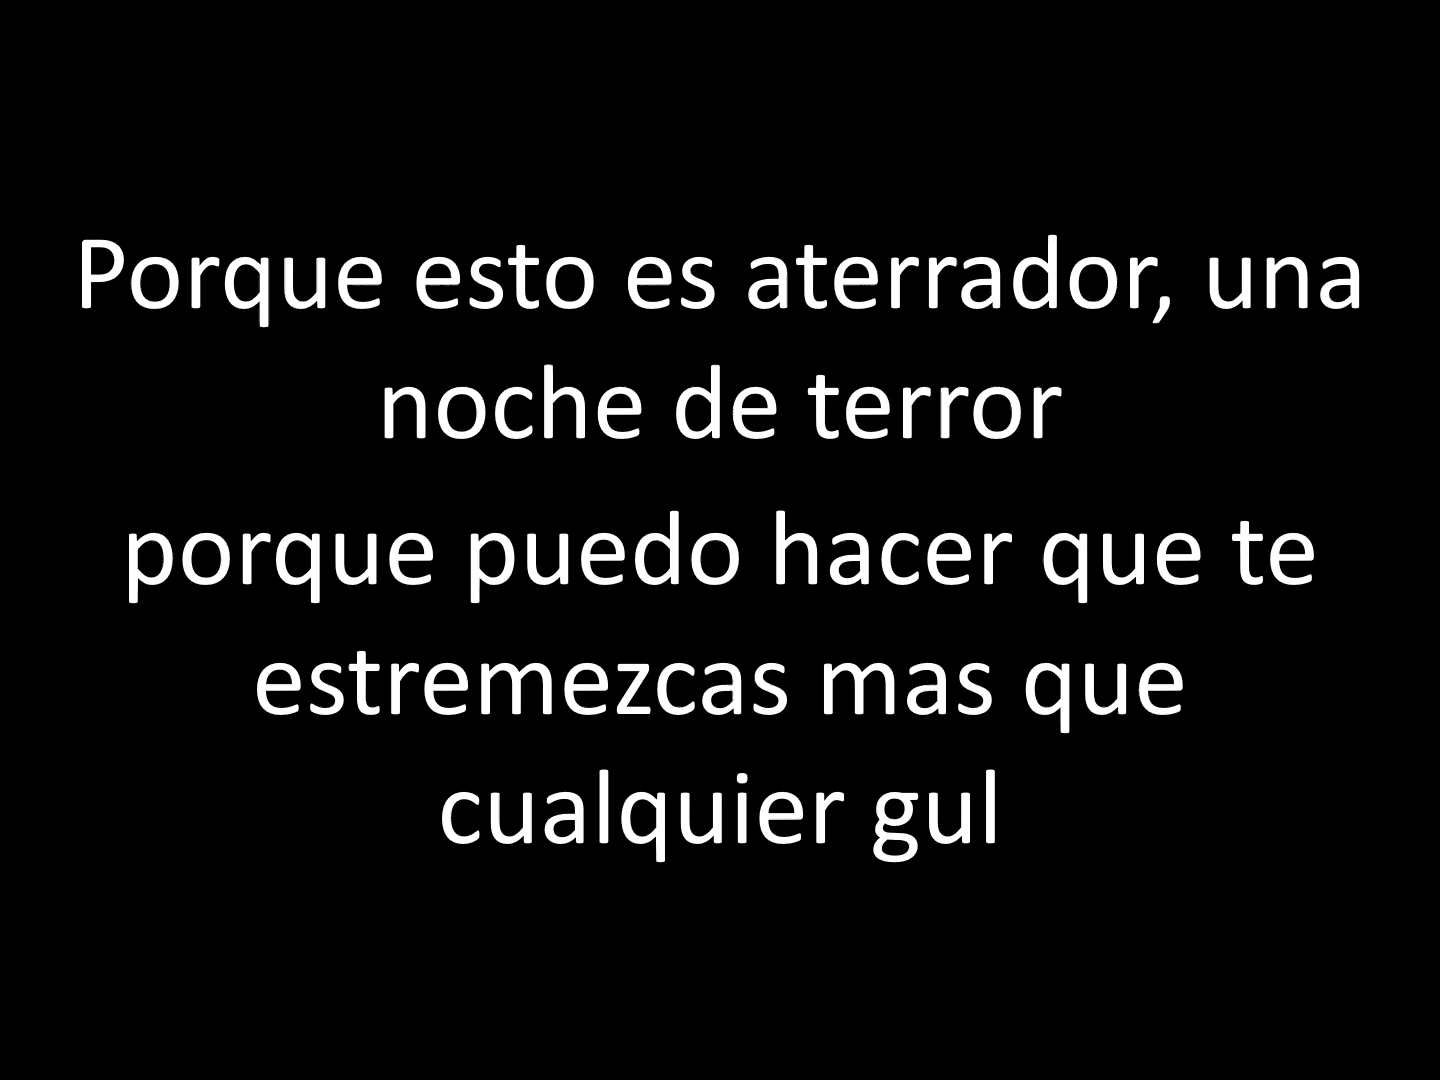 Porque esto es aterrador, una
noche de terror
porque puedo hacer que te
estremezcas mas que
cualquier gul